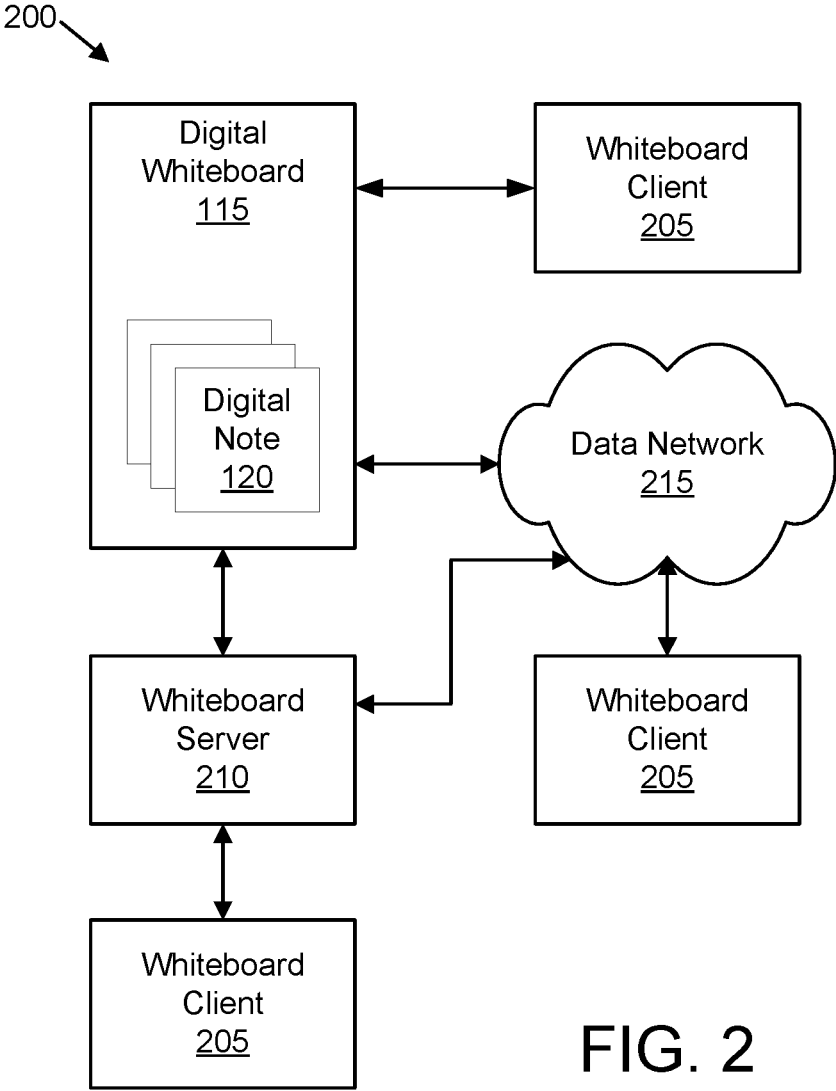 200
Digital
Whiteboard
115
Whiteboard
Client
205
Digital
Note
120
Data Network
215
Whiteboard
Server
210
Whiteboard
Client
205
Whiteboard
Client
205
FIG. 2